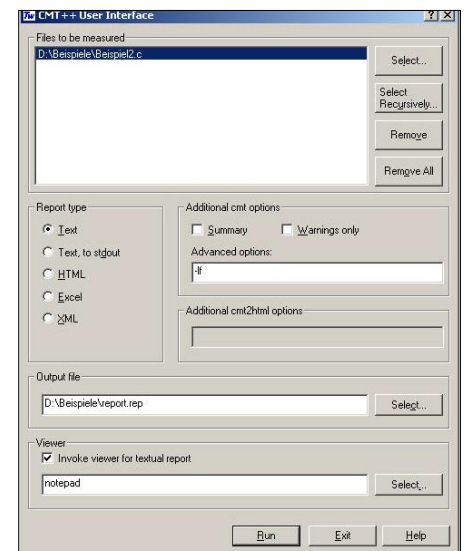 CMT++ User Interface
Files to be measured
D:\Beispiele\Beispiel2.c
Select...
Select
Recursively...
Remove
Remove All
Report type
Text
Text, to stdout
HTML
Excel
XML
Additional cmt options
Summary
Warnings only
Advanced options:
-lf
Additional cmt2html options
Output file
D:\Beispiele\report.rep
Select...
Viewer
Invoke viewer for textual report
notepad
Select...
Run
Exit
Help